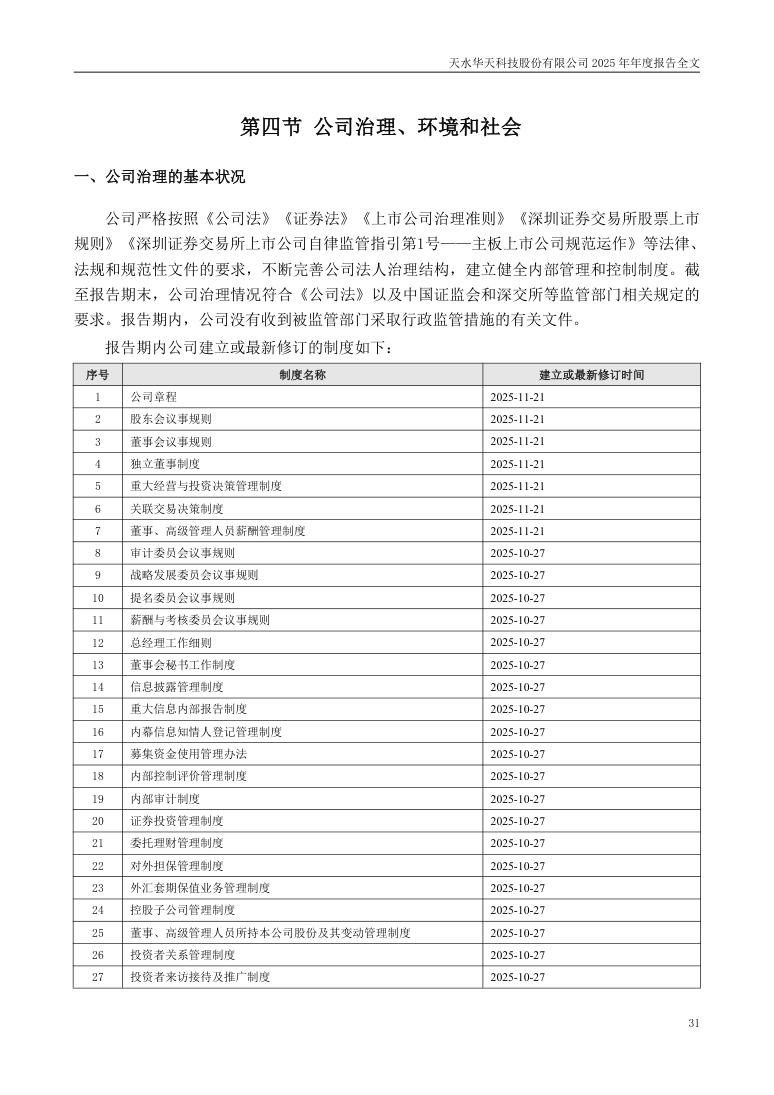 天水华天科技股份有限公司 2025 年年度报告全文
第四节 公司治理、环境和社会
一、公司治理的基本状况
公司严格按照《公司法》《证券法》《上市公司治理准则》《深圳证券交易所股票上市
规则》《深圳证券交易所上市公司自律监管指引第1号——主板上市公司规范运作》等法律、
法规和规范性文件的要求，不断完善公司法人治理结构，建立健全内部管理和控制制度。截
至报告期末，公司治理情况符合《公司法》以及中国证监会和深交所等监管部门相关规定的
要求。报告期内，公司没有收到被监管部门采取行政监管措施的有关文件。
报告期内公司建立或最新修订的制度如下：
序号 制度名称 建立或最新修订时间
1 公司章程 2025-11-21
2 股东会议事规则 2025-11-21
3 董事会议事规则 2025-11-21
4 独立董事制度 2025-11-21
5 重大经营与投资决策管理制度 2025-11-21
6 关联交易决策制度 2025-11-21
7 董事、高级管理人员薪酬管理制度 2025-11-21
8 审计委员会议事规则 2025-10-27
9 战略发展委员会议事规则 2025-10-27
10 提名委员会议事规则 2025-10-27
11 薪酬与考核委员会议事规则 2025-10-27
12 总经理工作细则 2025-10-27
13 董事会秘书工作制度 2025-10-27
14 信息披露管理制度 2025-10-27
15 重大信息内部报告制度 2025-10-27
16 内幕信息知情人登记管理制度 2025-10-27
17 募集资金使用管理办法 2025-10-27
18 内部控制评价管理制度 2025-10-27
19 内部审计制度 2025-10-27
20 证券投资管理制度 2025-10-27
21 委托理财管理制度 2025-10-27
22 对外担保管理制度 2025-10-27
23 外汇套期保值业务管理制度 2025-10-27
24 控股子公司管理制度 2025-10-27
25 董事、高级管理人员所持本公司股份及其变动管理制度 2025-10-27
26 投资者关系管理制度 2025-10-27
27 投资者来访接待及推广制度 2025-10-27
31